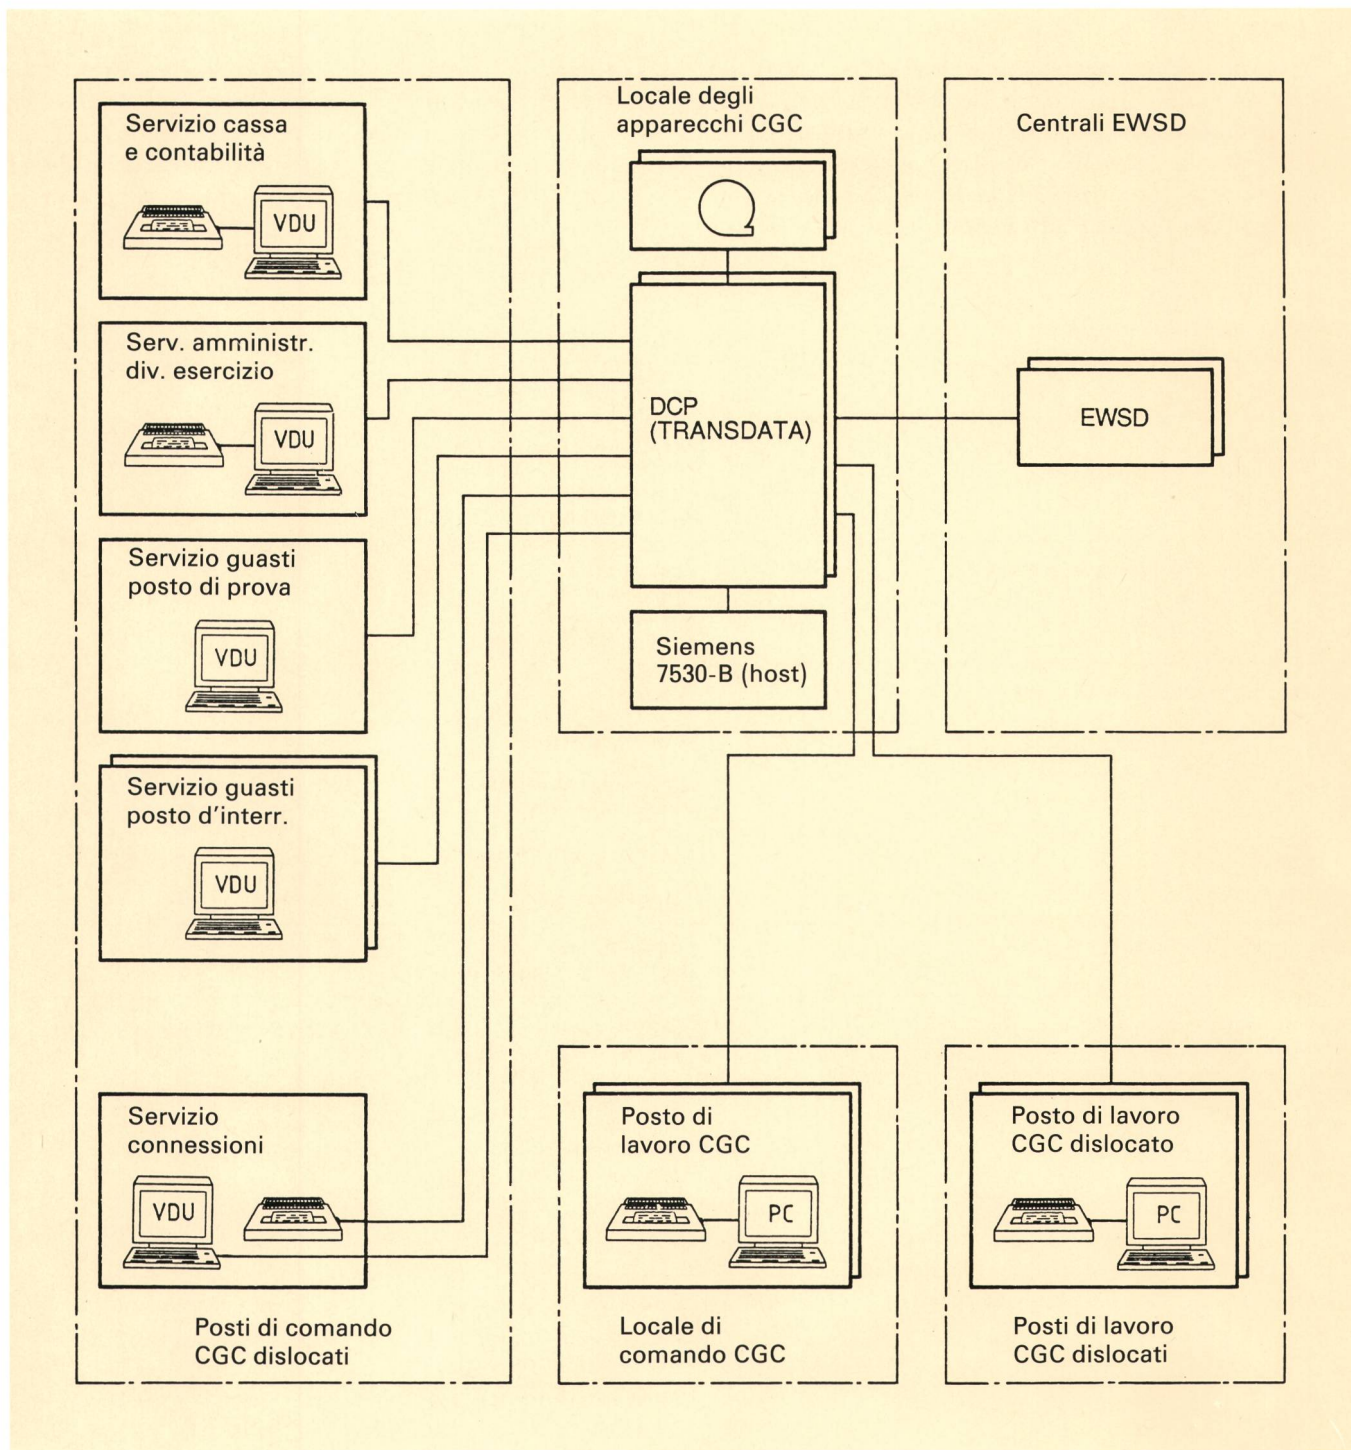 Servizio cassa
e contabilità
VDU
Serv. amministr.
div. esercizio
VDU
Servizio guasti
posto di prova
VDU
Servizio guasti
posto d'interr.
VDU
Servizio
connessioni
VDU
Posti di comando
CGC dislocati
Locale degli
apparecchi CGC
DCP
(TRANSDATA)
Siemens
7530-B (host)
Centrali EWSD
EWSD
Posto di
lavoro CGC
PC
Locale di
comando CGC
Posto di lavoro
CGC dislocato
PC
Posti di lavoro
CGC dislocati